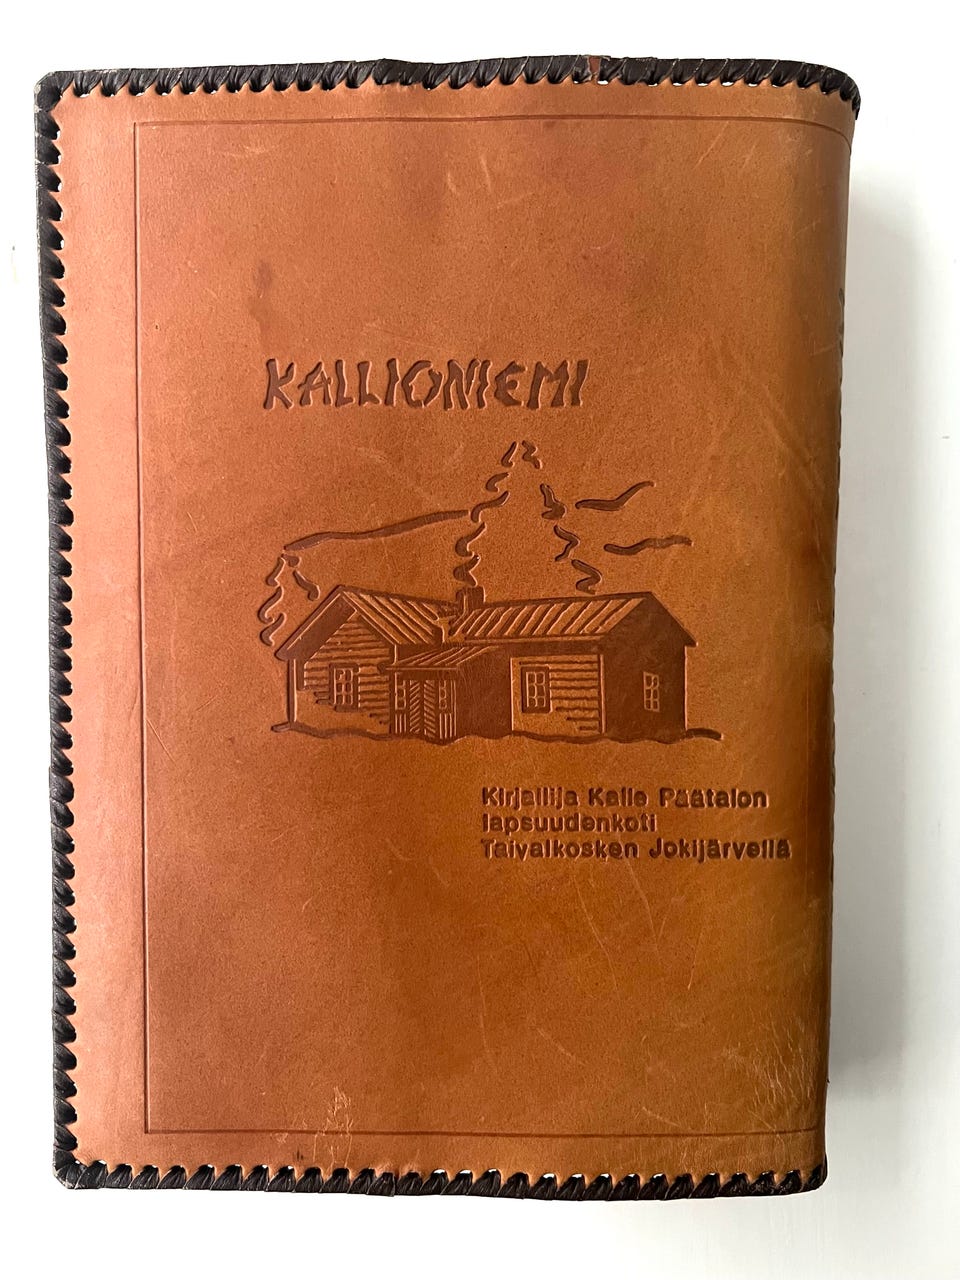 KALLIONIEMI
Kirjailija Kalle Päätalon
lapsuudenkoti
Taivalkosken Jokijärvellä